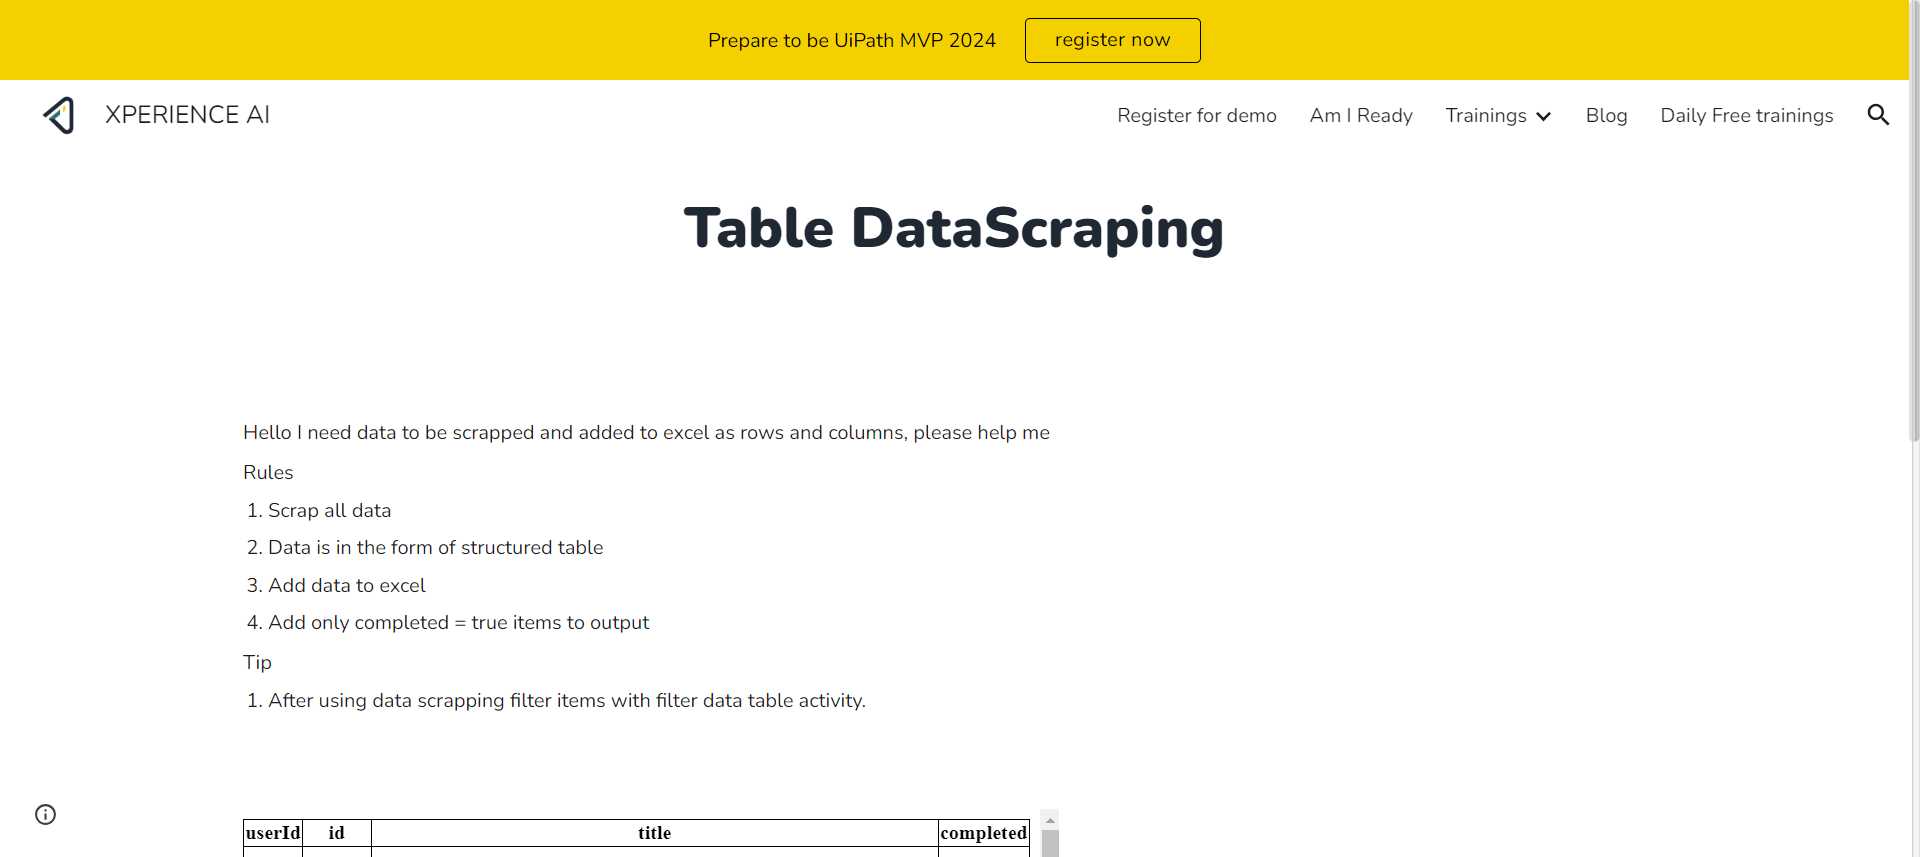 Prepare to be UiPath MVP 2024 register now
XPERIENCE AI Register for demo Am I Ready Trainings Blog Daily Free trainings
Table DataScraping
Hello I need data to be scrapped and added to excel as rows and columns, please help me
Rules
1. Scrap all data
2. Data is in the form of structured table
3. Add data to excel
4. Add only completed = true items to output
Tip
1. After using data scrapping filter items with filter data table activity.
userId id title completed